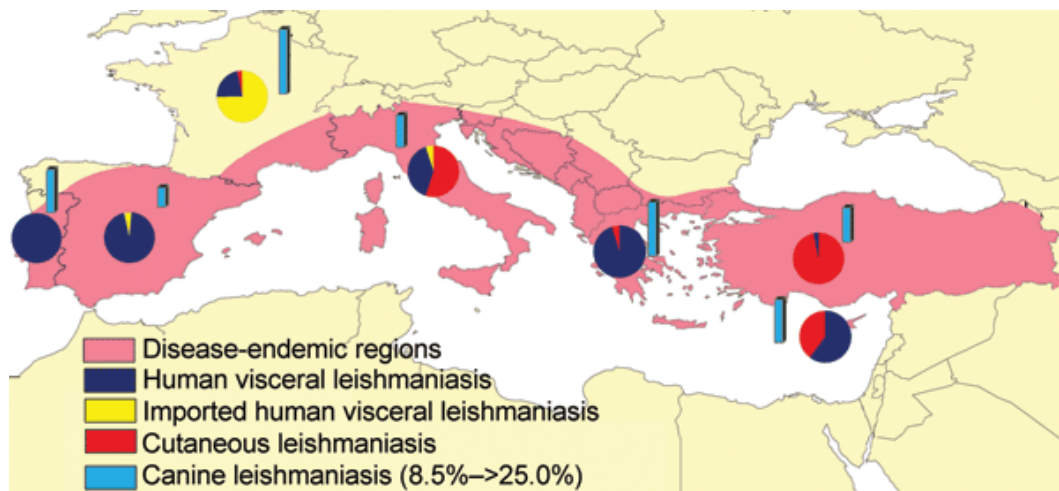 Disease-endemic regions
Human visceral leishmaniasis
Imported human visceral leishmaniasis
Cutaneous leishmaniasis
Canine leishmaniasis (8.5%–>25.0%)